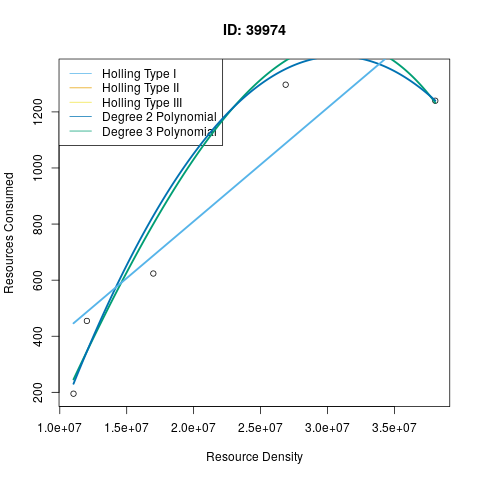 ID: 39974
Holling Type I
Holling Type II
Holling Type III
Degree 2 Polynomial
Degree 3 Polynomial
Resources Consumed
1200
1000
800
600
400
200
1.0e+07 1.5e+07 2.0e+07 2.5e+07 3.0e+07 3.5e+07
Resource Density